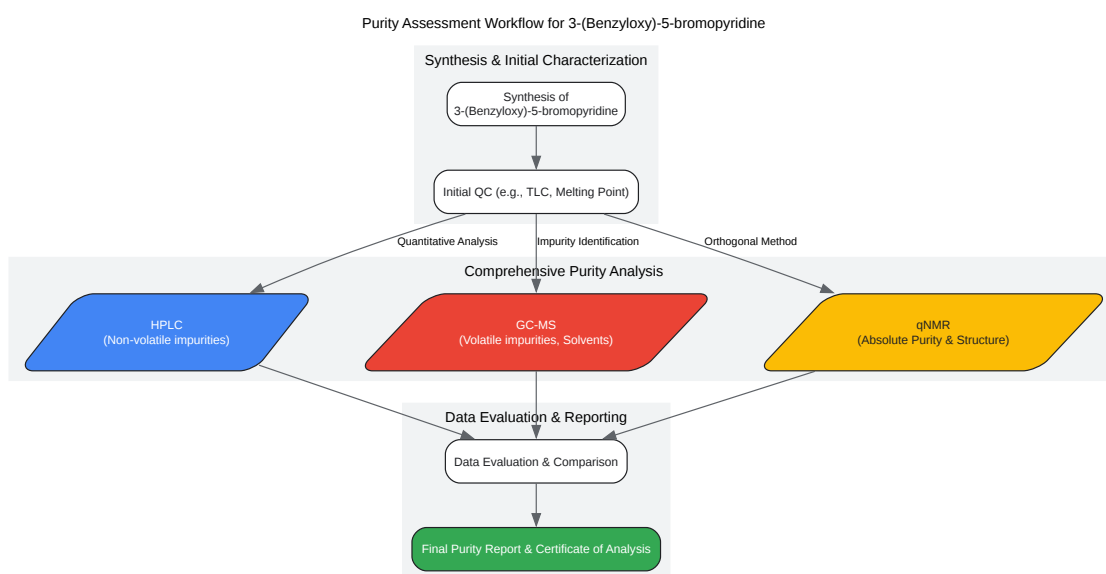 Purity Assessment Workflow for 3-(Benzyloxy)-5-bromopyridine
Synthesis & Initial Characterization
Synthesis of
3-(Benzyloxy)-5-bromopyridine
Initial QC (e.g., TLC, Melting Point)
Quantitative Analysis
Impurity Identification
Orthogonal Method
Comprehensive Purity Analysis
HPLC
(Non-volatile impurities)
GC-MS
(Volatile impurities, Solvents)
qNMR
(Absolute Purity & Structure)
Data Evaluation & Reporting
Data Evaluation & Comparison
Final Purity Report & Certificate of Analysis